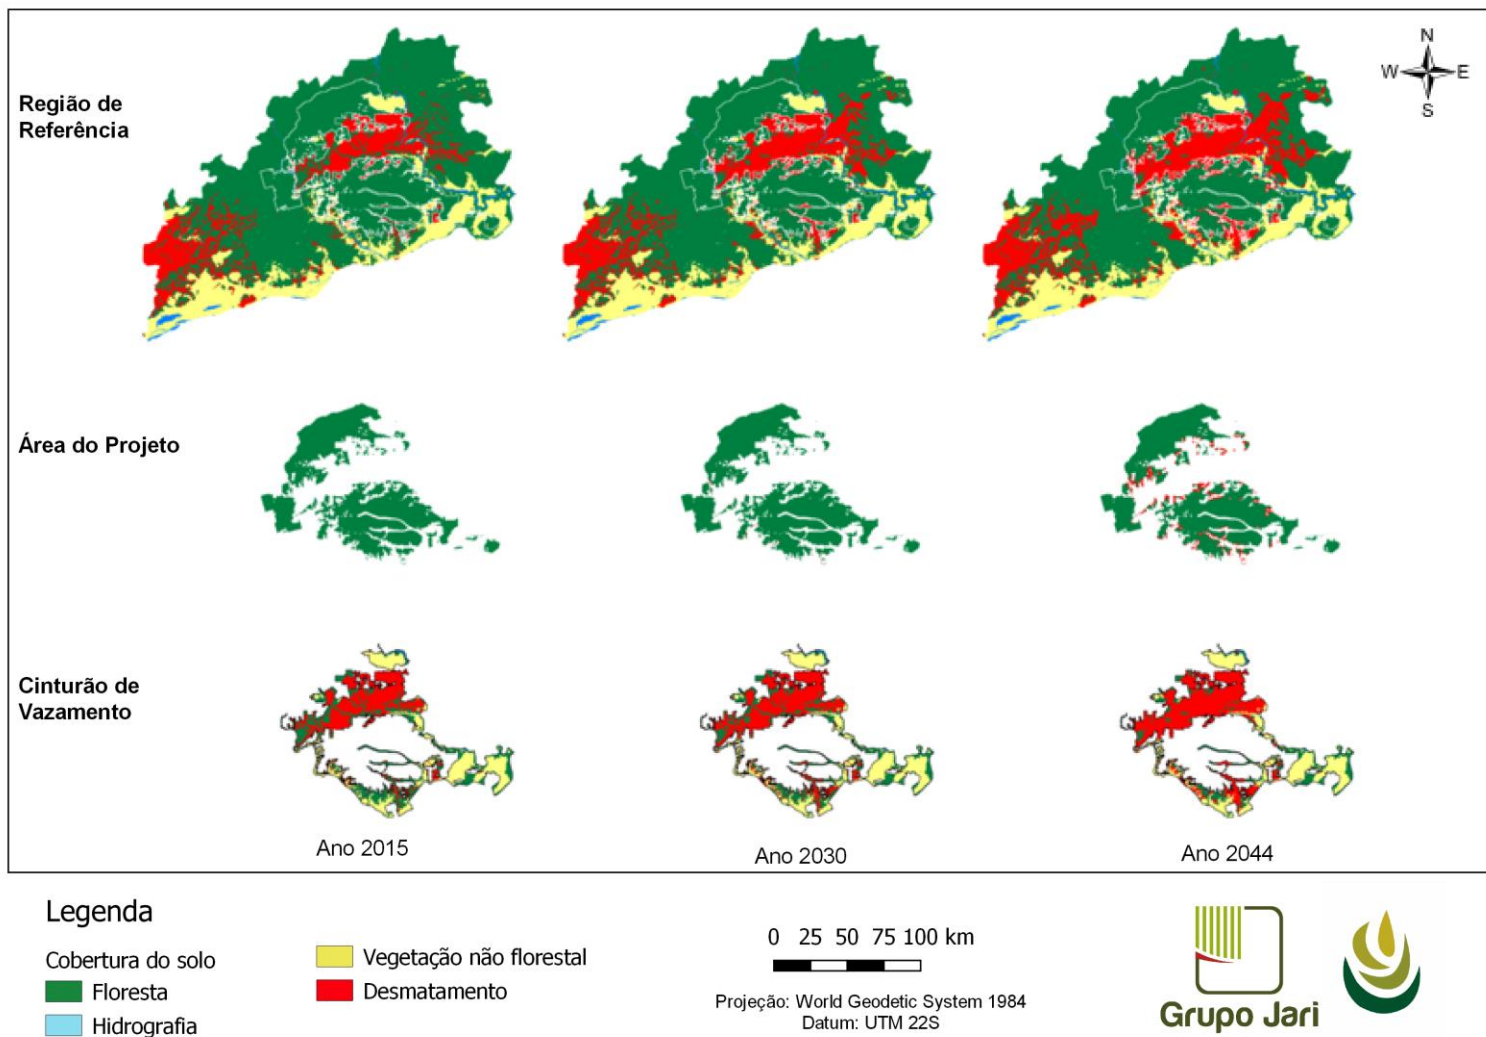 N
W E
S
Região de
Referência
Área do Projeto
Cinturão de
Vazamento
Ano 2015
Ano 2030
Ano 2044
Legenda
Cobertura do solo
Floresta
Hidrografia
Vegetação não florestal
Desmatamento
0 25 50 75 100 km
Projeção: World Geodetic System 1984
Datum: UTM 22S
Grupo Jari